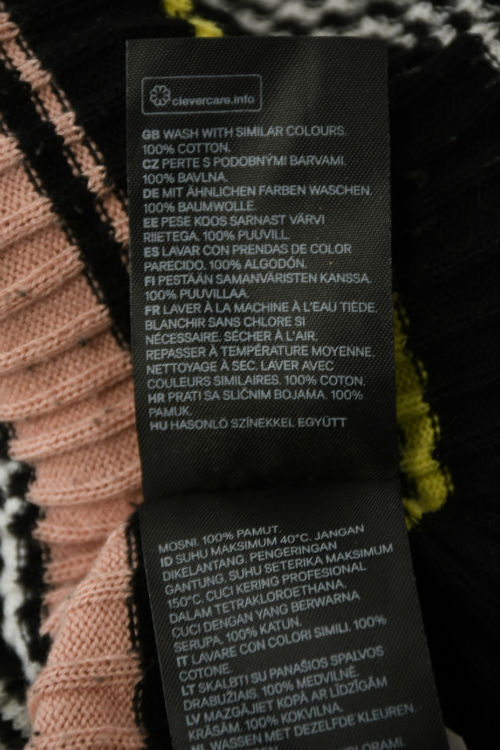 clevercare.info
GB WASH WITH SIMILAR COLOURS.
100% COTTON.
CZ PERTE S PODOBNÝMI BARVAMI.
100% BAVLNA.
DE MIT ÄHNLICHEN FARBEN WASCHEN.
100% BAUMWOLLE.
EE PESE KOOS SARNAST VÄRVI
RIIETEGA. 100% PUUVILL.
ES LAVAR CON PRENDAS DE COLOR
PARECIDO. 100% ALGODÓN.
FI PESTÄÄN SAMANVÄRISTEN KANSSA.
100% PUUVILLAA.
FR LAVER À LA MACHINE À L'EAU TIÈDE.
BLANCHIR SANS CHLORE SI
NÉCESSAIRE. SÉCHER À L'AIR.
REPASSER À TEMPÉRATURE MOYENNE.
NETTOYAGE À SEC. LAVER AVEC
COULEURS SIMILAIRES. 100% COTON.
HR PRATI SA SLIČNIM BOJAMA. 100%
PAMUK.
HU HASONLÓ SZÍNEKKEL EGYÜTT
MOSNI. 100% PAMUT.
ID SUHU MAKSIMUM 40°C. JANGAN
DIKELANTANG. PENGERINGAN
GANTUNG. SUHU SETERIKA MAKSIMUM
150°C. CUCI KERING PROFESIONAL
DALAM TETRAKLOROETHANA.
CUCI DENGAN YANG BERWARNA
SERUPA. 100% KATUN.
IT LAVARE CON COLORI SIMILI. 100%
COTONE.
LT SKALBTI SU PANAŠIOS SPALVOS
DRABUŽIAIS. 100% MEDVILNĖ.
LV MAZGĀJIET KOPĀ AR LĪDZĪGĀM
KRĀSĀM. 100% KOKVILNA.
NL WASSEN MET DEZELFDE KLEUREN.